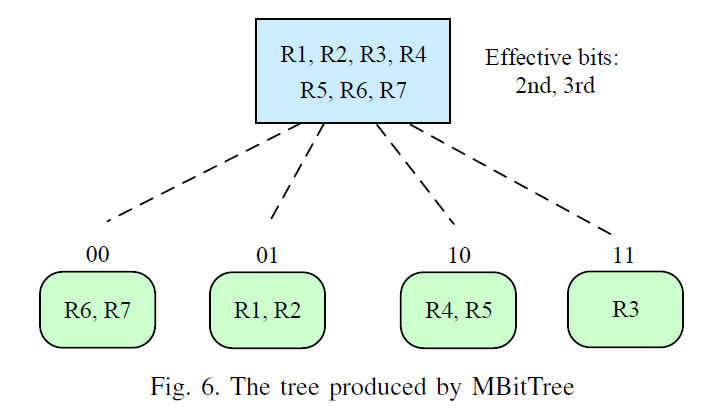 R1, R2, R3, R4
R5, R6, R7
Effective bits:
2nd, 3rd
00
01
10
11
R6, R7
R1, R2
R4, R5
R3
Fig. 6. The tree produced by MBitTree